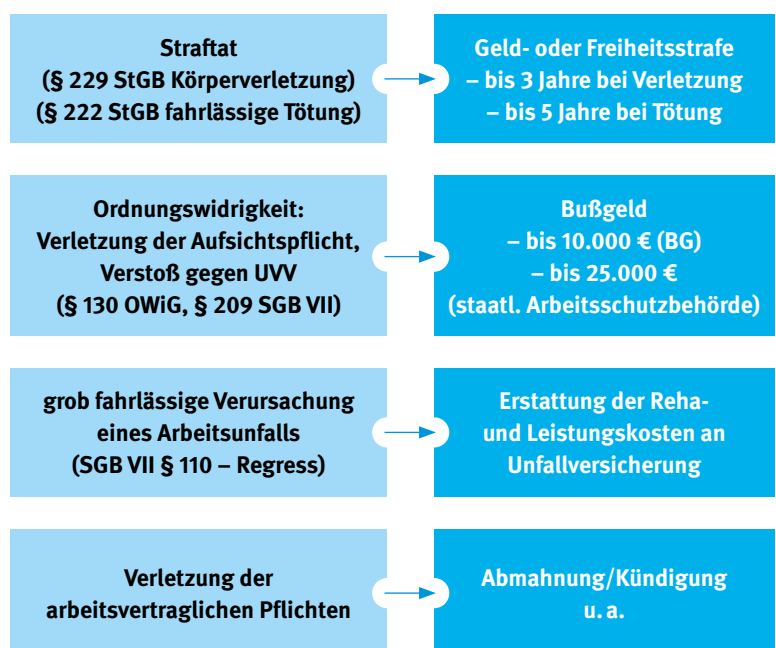 Straftat
(§ 229 StGB Körperverletzung)
(§ 222 StGB fahrlässige Tötung)
Geld- oder Freiheitsstrafe
– bis 3 Jahre bei Verletzung
– bis 5 Jahre bei Tötung
Ordnungswidrigkeit:
Verletzung der Aufsichtspflicht,
Verstoß gegen UVV
(§ 130 OWiG, § 209 SGB VII)
Bußgeld
– bis 10.000 € (BG)
– bis 25.000 €
(staatl. Arbeitsschutzbehörde)
grob fahrlässige Verursachung
eines Arbeitsunfalls
(SGB VII § 110 – Regress)
Erstattung der Reha-
und Leistungskosten an
Unfallversicherung
Verletzung der
arbeitsvertraglichen Pflichten
Abmahnung/Kündigung
u. a.